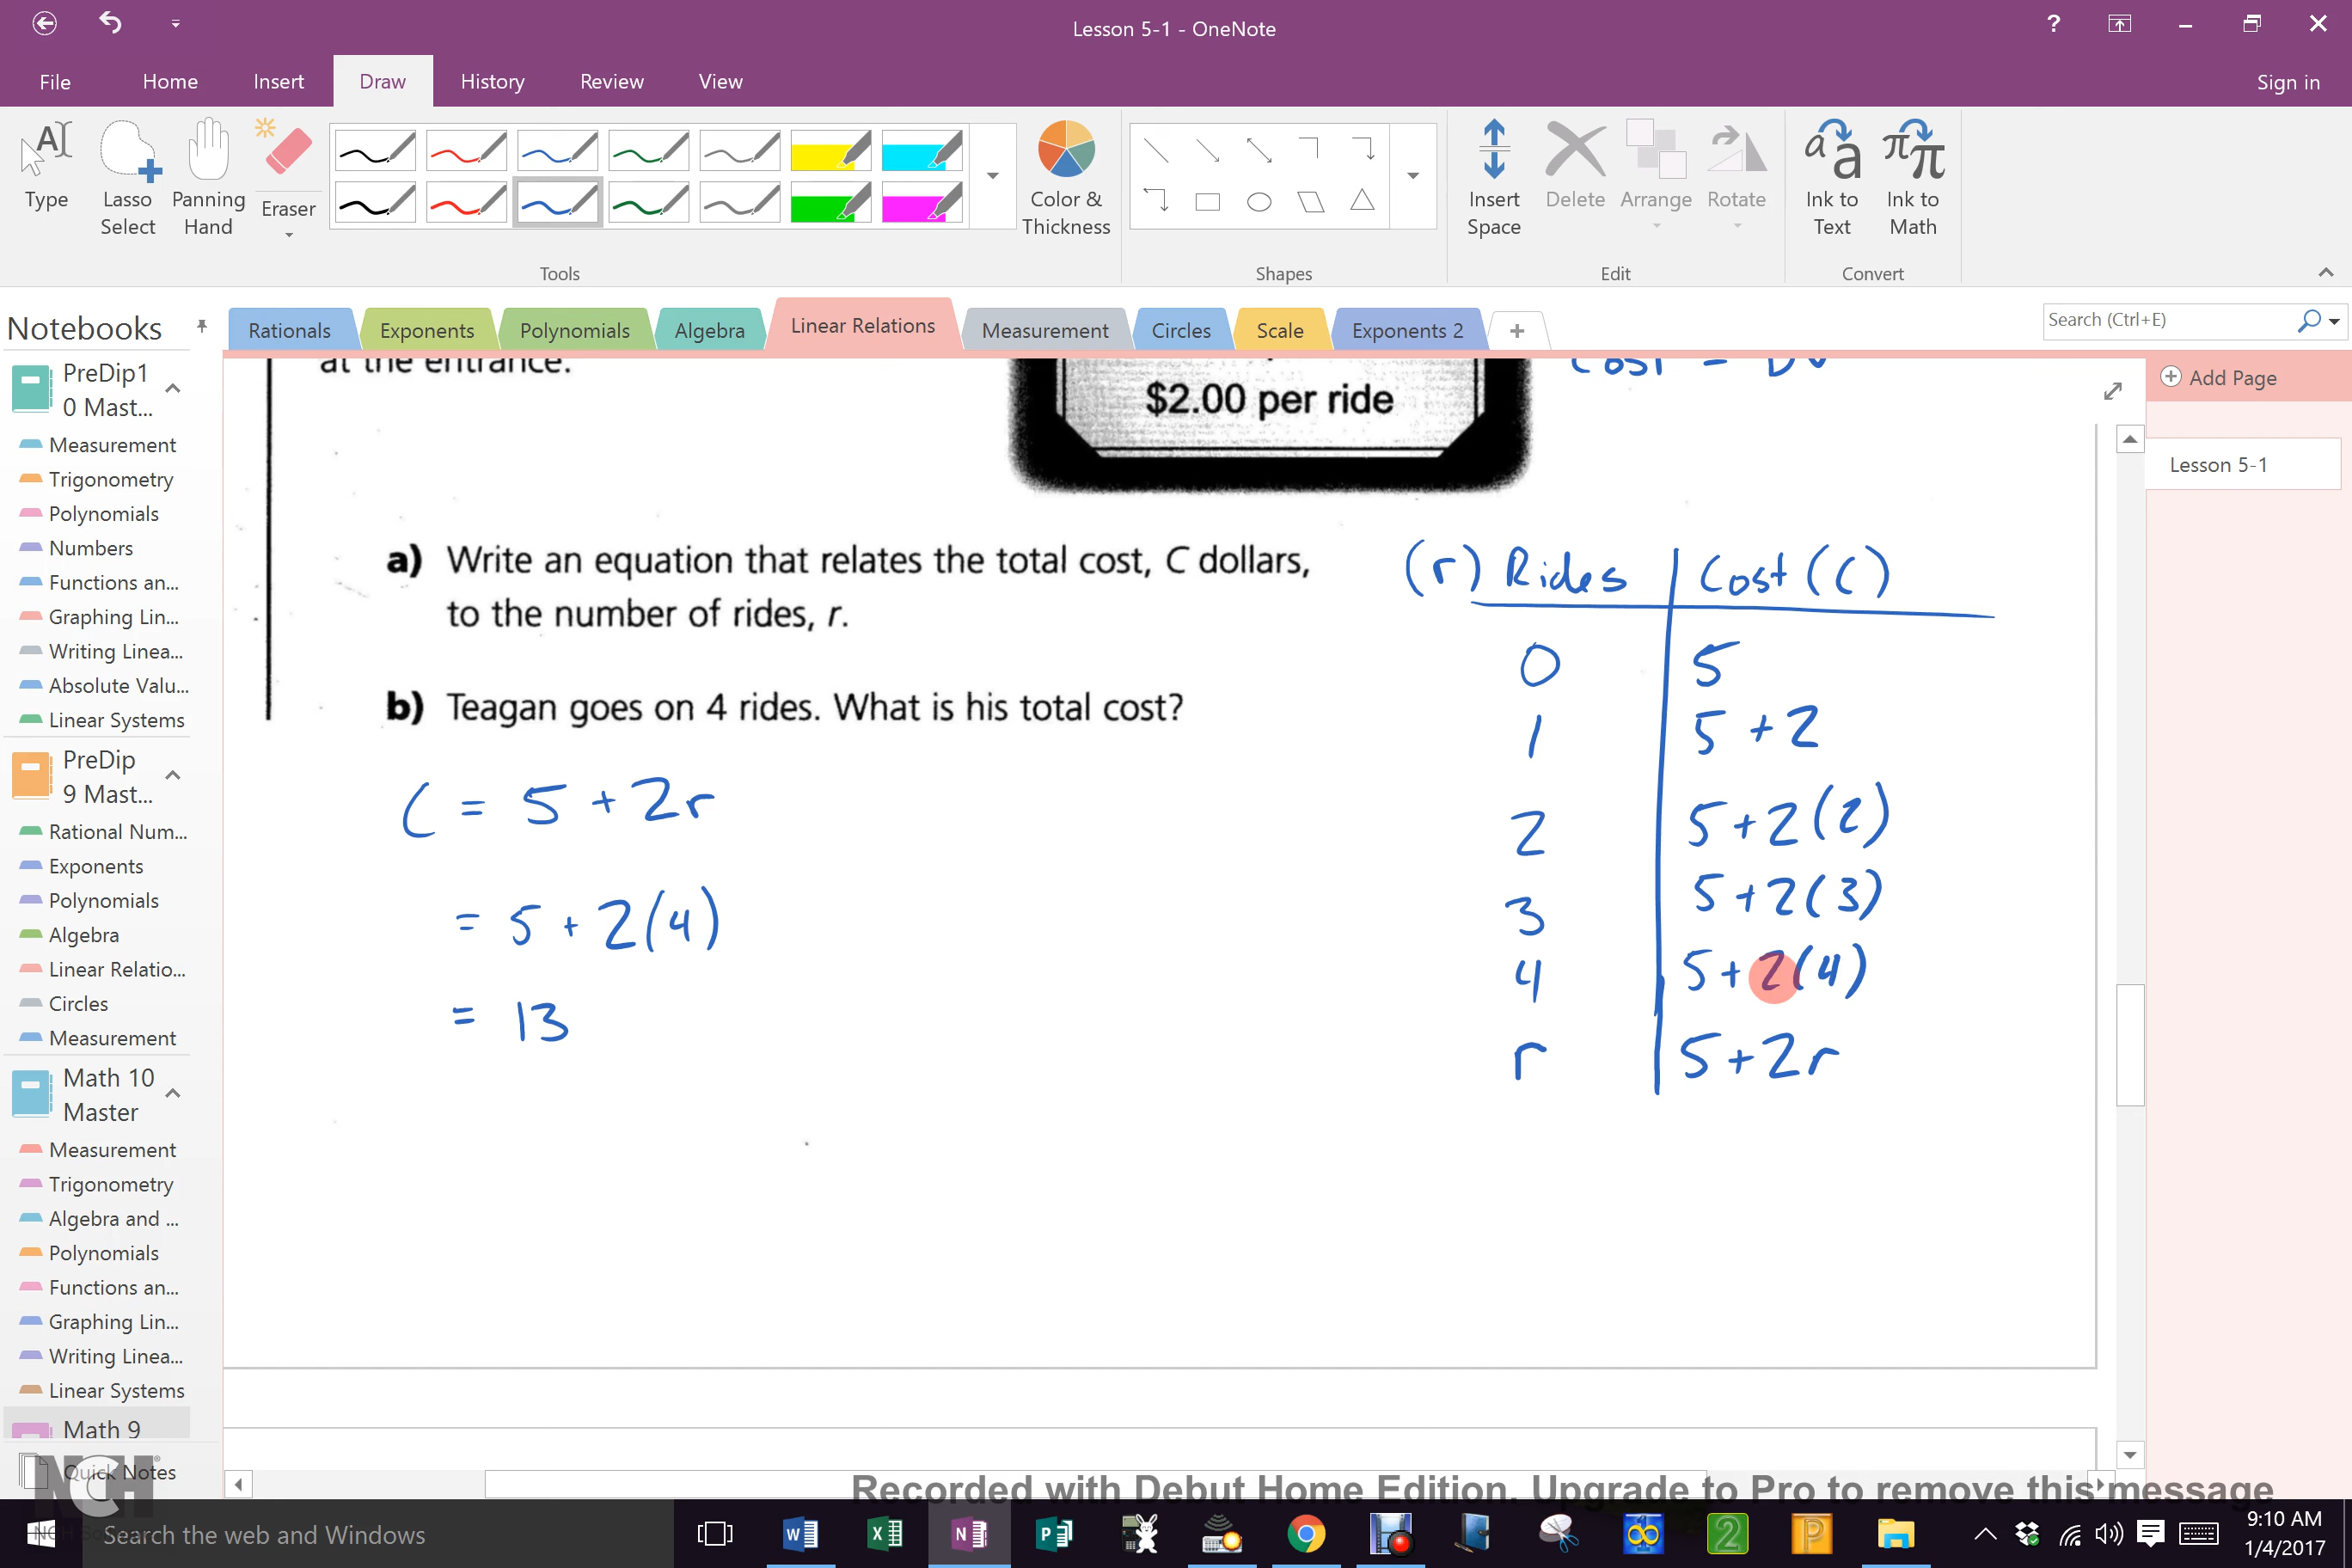 Lesson 5-1 - OneNote
?
File Home Insert Draw History Review View
Sign in
Type
Lasso Select
Panning Hand
Eraser
Color & Thickness
Insert Space
Delete
Arrange
Rotate
Ink to Text
Ink to Math
Tools
Shapes
Edit
Convert
Notebooks
Rationals Exponents Polynomials Algebra Linear Relations Measurement Circles Scale Exponents 2 +
Search (Ctrl+E)
PreDip1
0 Mast...
Measurement
Trigonometry
Polynomials
Numbers
Functions an...
Graphing Lin...
Writing Linea...
Absolute Valu...
Linear Systems
PreDip
9 Mast...
Rational Num...
Exponents
Polynomials
Algebra
Linear Relatio...
Circles
Measurement
Math 10
Master
Measurement
Trigonometry
Algebra and ...
Polynomials
Functions an...
Graphing Lin...
Writing Linea...
Linear Systems
Math 9
Quick Notes
at the entrance.
$2.00 per ride
Cost =
a) Write an equation that relates the total cost, C dollars,
to the number of rides, r.
b) Teagan goes on 4 rides. What is his total cost?
C = 5 + 2r
= 5 + 2(4)
= 13
(r) Rides Cost (C)
0 5
1 5 + 2
2 5 + 2(2)
3 5 + 2(3)
4 5 + 2(4)
r 5 + 2r
Add Page
Lesson 5-1
NCH
Recorded with Debut Home Edition. Upgrade to Pro to remove this message
Search the web and Windows
9:10 AM
1/4/2017